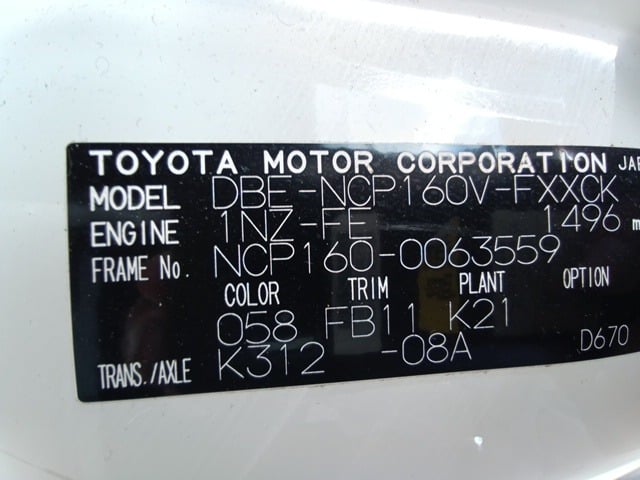 TOYOTA MOTOR CORPORATION JAP
MODEL DBE-NCP160V-FXXCK
ENGINE 1NZ-FE 1496 m
FRAME No. NCP160-0063559
COLOR TRIM PLANT OPTION
058 FB11 K21
TRANS./AXLE K312 -08A D670